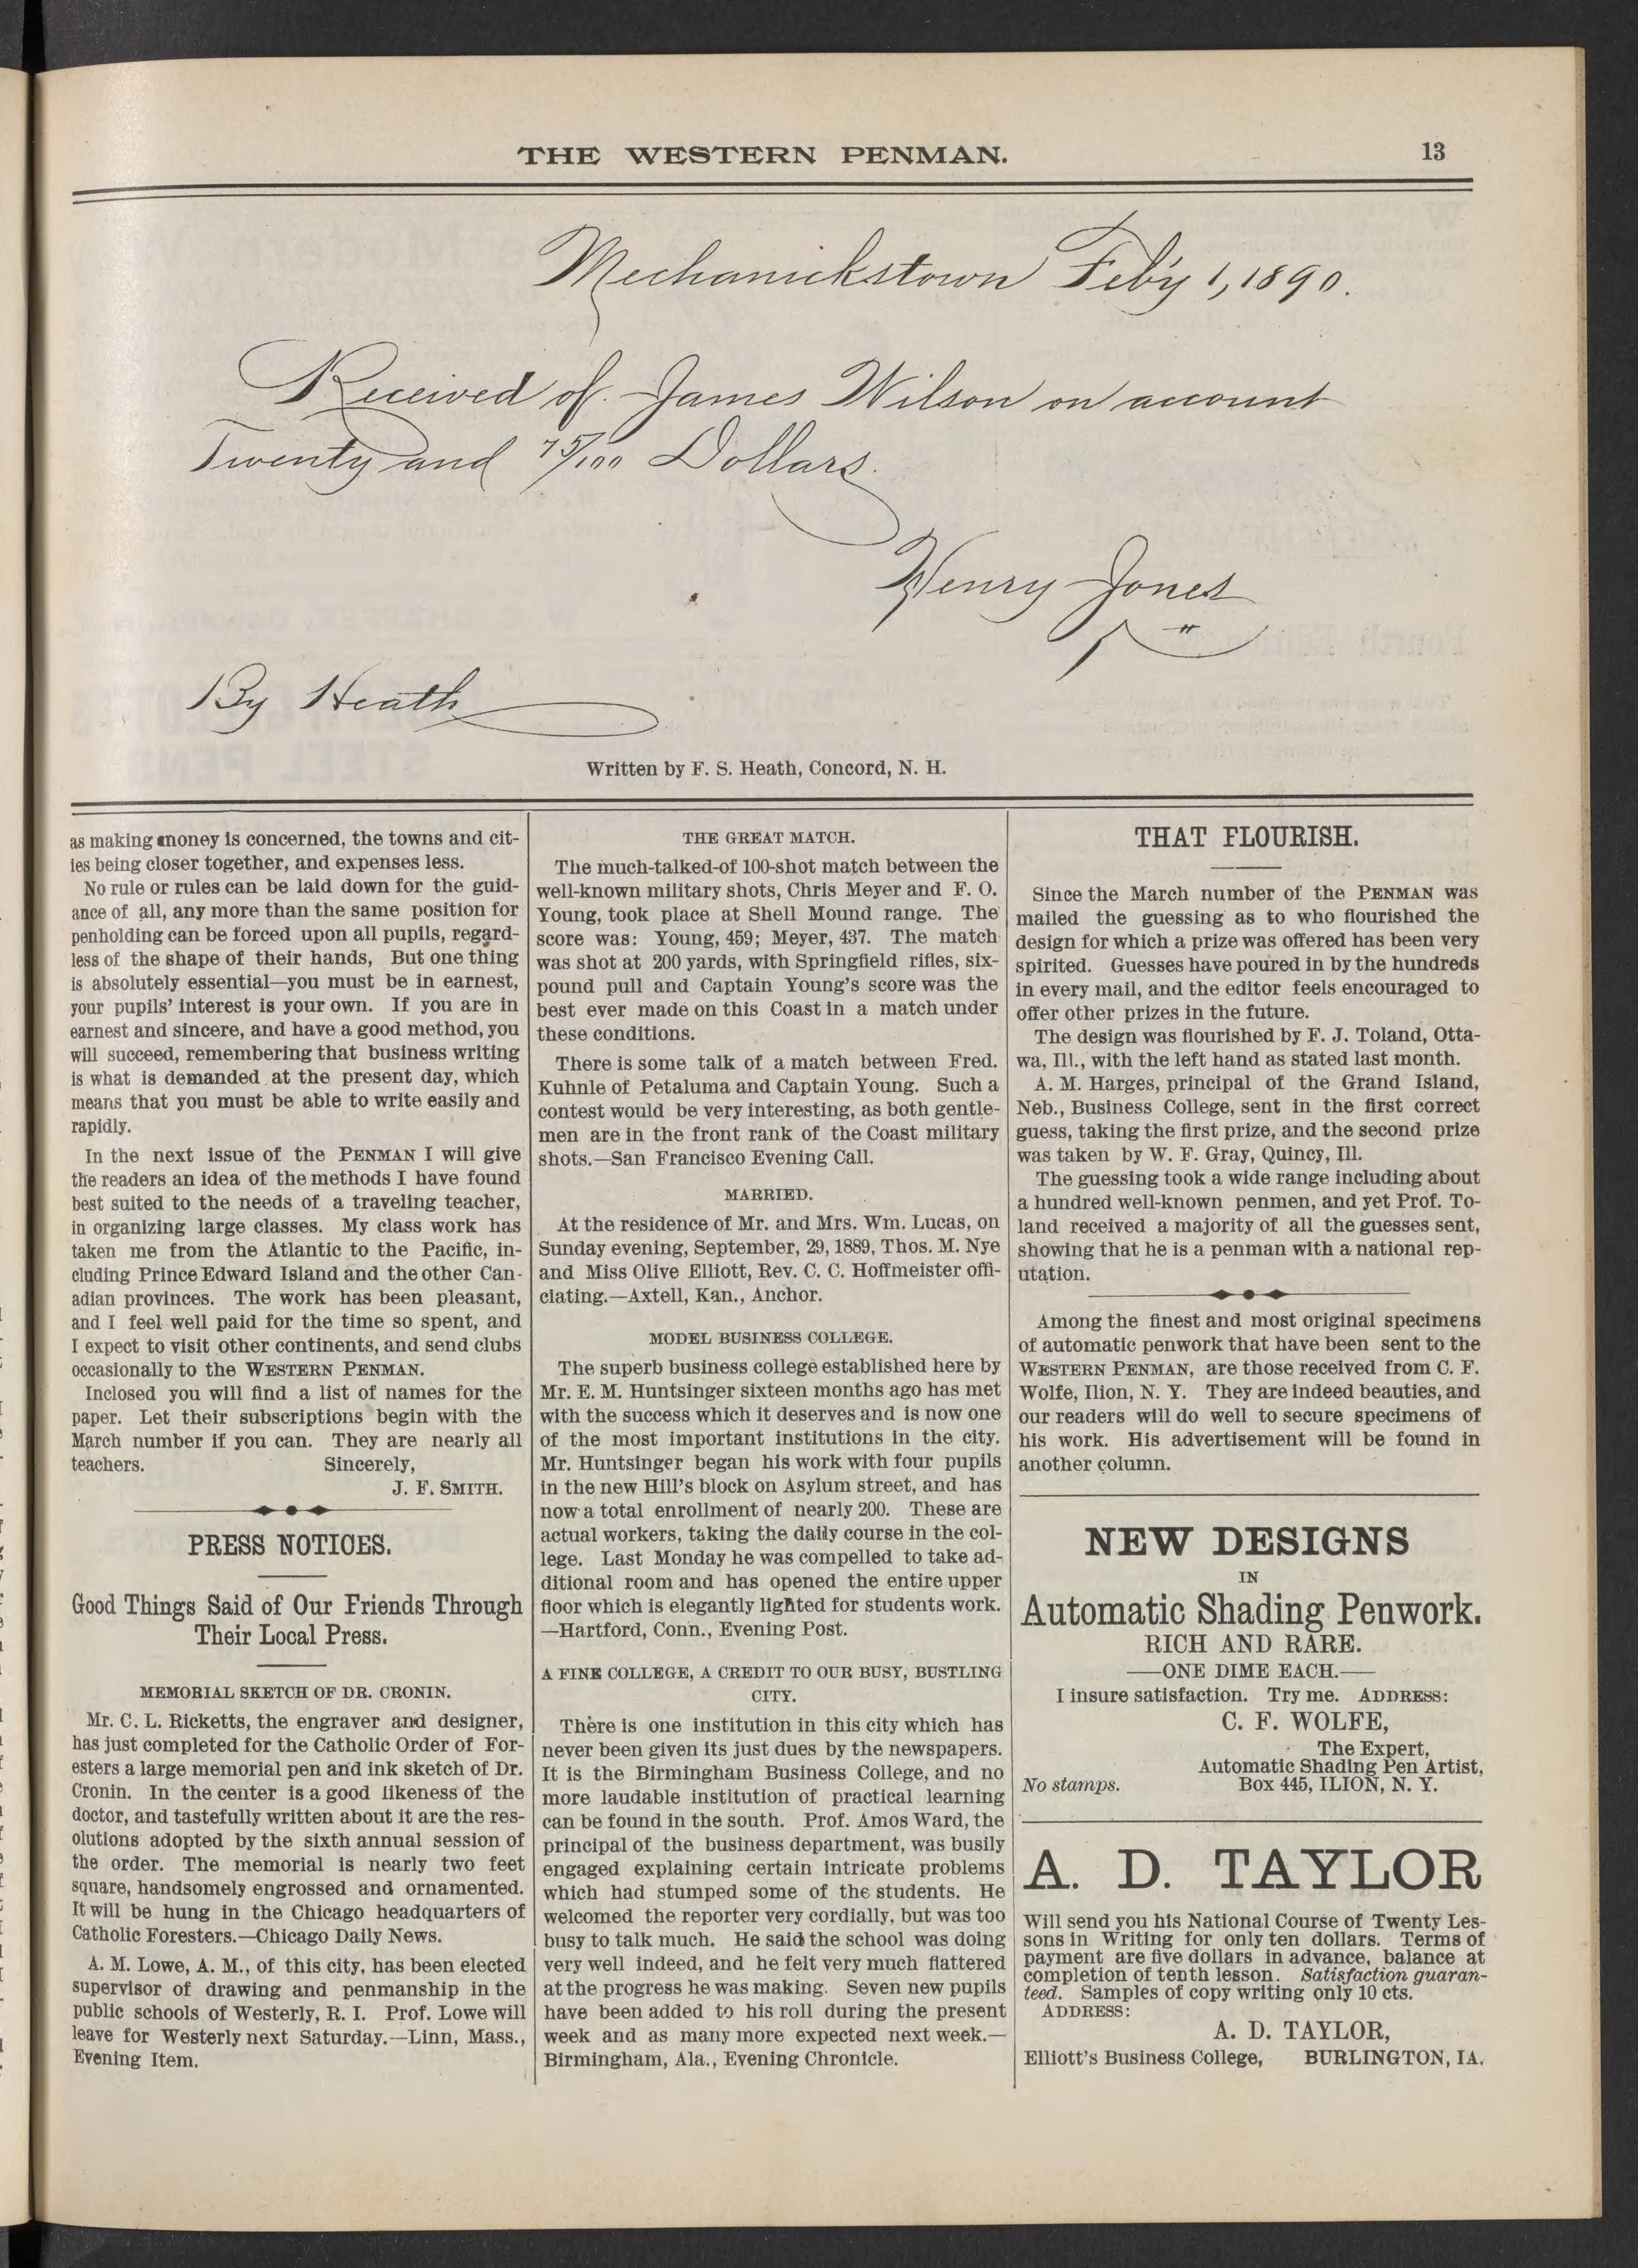 THE WESTERN PENMAN.
13
Mechanickstown Feb'y 1, 1890.
Received of James Wilson on account
Twenty and 75/100 Dollars.
Henry Jones
By Heath
Written by F. S. Heath, Concord, N. H.
as making money is concerned, the towns and cit-
ies being closer together, and expenses less.
No rule or rules can be laid down for the guid-
ance of all, any more than the same position for
penholding can be forced upon all pupils, regard-
less of the shape of their hands, But one thing
is absolutely essential—you must be in earnest,
your pupils' interest is your own. If you are in
earnest and sincere, and have a good method, you
will succeed, remembering that business writing
is what is demanded at the present day, which
means that you must be able to write easily and
rapidly.
In the next issue of the PENMAN I will give
the readers an idea of the methods I have found
best suited to the needs of a traveling teacher,
in organizing large classes. My class work has
taken me from the Atlantic to the Pacific, in-
cluding Prince Edward Island and the other Can-
adian provinces. The work has been pleasant,
and I feel well paid for the time so spent, and
I expect to visit other continents, and send clubs
occasionally to the WESTERN PENMAN.
Inclosed you will find a list of names for the
paper. Let their subscriptions begin with the
March number if you can. They are nearly all
teachers. Sincerely,
J. F. SMITH.
PRESS NOTICES.
Good Things Said of Our Friends Through
Their Local Press.
MEMORIAL SKETCH OF DR. CRONIN.
Mr. C. L. Ricketts, the engraver and designer,
has just completed for the Catholic Order of For-
esters a large memorial pen and ink sketch of Dr.
Cronin. In the center is a good likeness of the
doctor, and tastefully written about it are the res-
olutions adopted by the sixth annual session of
the order. The memorial is nearly two feet
square, handsomely engrossed and ornamented.
It will be hung in the Chicago headquarters of
Catholic Foresters.—Chicago Daily News.
A. M. Lowe, A. M., of this city, has been elected
supervisor of drawing and penmanship in the
public schools of Westerly, R. I. Prof. Lowe will
leave for Westerly next Saturday.—Linn, Mass.,
Evening Item.
THE GREAT MATCH.
The much-talked-of 100-shot match between the
well-known military shots, Chris Meyer and F. O.
Young, took place at Shell Mound range. The
score was: Young, 459; Meyer, 437. The match
was shot at 200 yards, with Springfield rifles, six-
pound pull and Captain Young's score was the
best ever made on this Coast in a match under
these conditions.
There is some talk of a match between Fred.
Kuhnle of Petaluma and Captain Young. Such a
contest would be very interesting, as both gentle-
men are in the front rank of the Coast military
shots.—San Francisco Evening Call.
MARRIED.
At the residence of Mr. and Mrs. Wm. Lucas, on
Sunday evening, September, 29, 1889, Thos. M. Nye
and Miss Olive Elliott, Rev. C. C. Hoffmeister offi-
ciating.—Axtell, Kan., Anchor.
MODEL BUSINESS COLLEGE.
The superb business college established here by
Mr. E. M. Huntsinger sixteen months ago has met
with the success which it deserves and is now one
of the most important institutions in the city.
Mr. Huntsinger began his work with four pupils
in the new Hill's block on Asylum street, and has
now a total enrollment of nearly 200. These are
actual workers, taking the daily course in the col-
lege. Last Monday he was compelled to take ad-
ditional room and has opened the entire upper
floor which is elegantly lighted for students work.
—Hartford, Conn., Evening Post.
A FINE COLLEGE, A CREDIT TO OUR BUSY, BUSTLING
CITY.
There is one institution in this city which has
never been given its just dues by the newspapers.
It is the Birmingham Business College, and no
more laudable institution of practical learning
can be found in the south. Prof. Amos Ward, the
principal of the business department, was busily
engaged explaining certain intricate problems
which had stumped some of the students. He
welcomed the reporter very cordially, but was too
busy to talk much. He said the school was doing
very well indeed, and he felt very much flattered
at the progress he was making. Seven new pupils
have been added to his roll during the present
week and as many more expected next week.—
Birmingham, Ala., Evening Chronicle.
THAT FLOURISH.
Since the March number of the PENMAN was
mailed the guessing as to who flourished the
design for which a prize was offered has been very
spirited. Guesses have poured in by the hundreds
in every mail, and the editor feels encouraged to
offer other prizes in the future.
The design was flourished by F. J. Toland, Otta-
wa, Ill., with the left hand as stated last month.
A. M. Harges, principal of the Grand Island,
Neb., Business College, sent in the first correct
guess, taking the first prize, and the second prize
was taken by W. F. Gray, Quincy, Ill.
The guessing took a wide range including about
a hundred well-known penmen, and yet Prof. To-
land received a majority of all the guesses sent,
showing that he is a penman with a national rep-
utation.
Among the finest and most original specimens
of automatic penwork that have been sent to the
WESTERN PENMAN, are those received from C. F.
Wolfe, Ilion, N. Y. They are indeed beauties, and
our readers will do well to secure specimens of
his work. His advertisement will be found in
another column.
NEW DESIGNS
IN
Automatic Shading Penwork.
RICH AND RARE.
—ONE DIME EACH.—
I insure satisfaction. Try me. ADDRESS:
C. F. WOLFE,
The Expert,
Automatic Shading Pen Artist,
No stamps. Box 445, ILION, N. Y.
A. D. TAYLOR
Will send you his National Course of Twenty Les-
sons in Writing for only ten dollars. Terms of
payment are five dollars in advance, balance at
completion of tenth lesson. Satisfaction guaran-
teed. Samples of copy writing only 10 cts.
ADDRESS:
A. D. TAYLOR,
Elliott's Business College, BURLINGTON, IA.